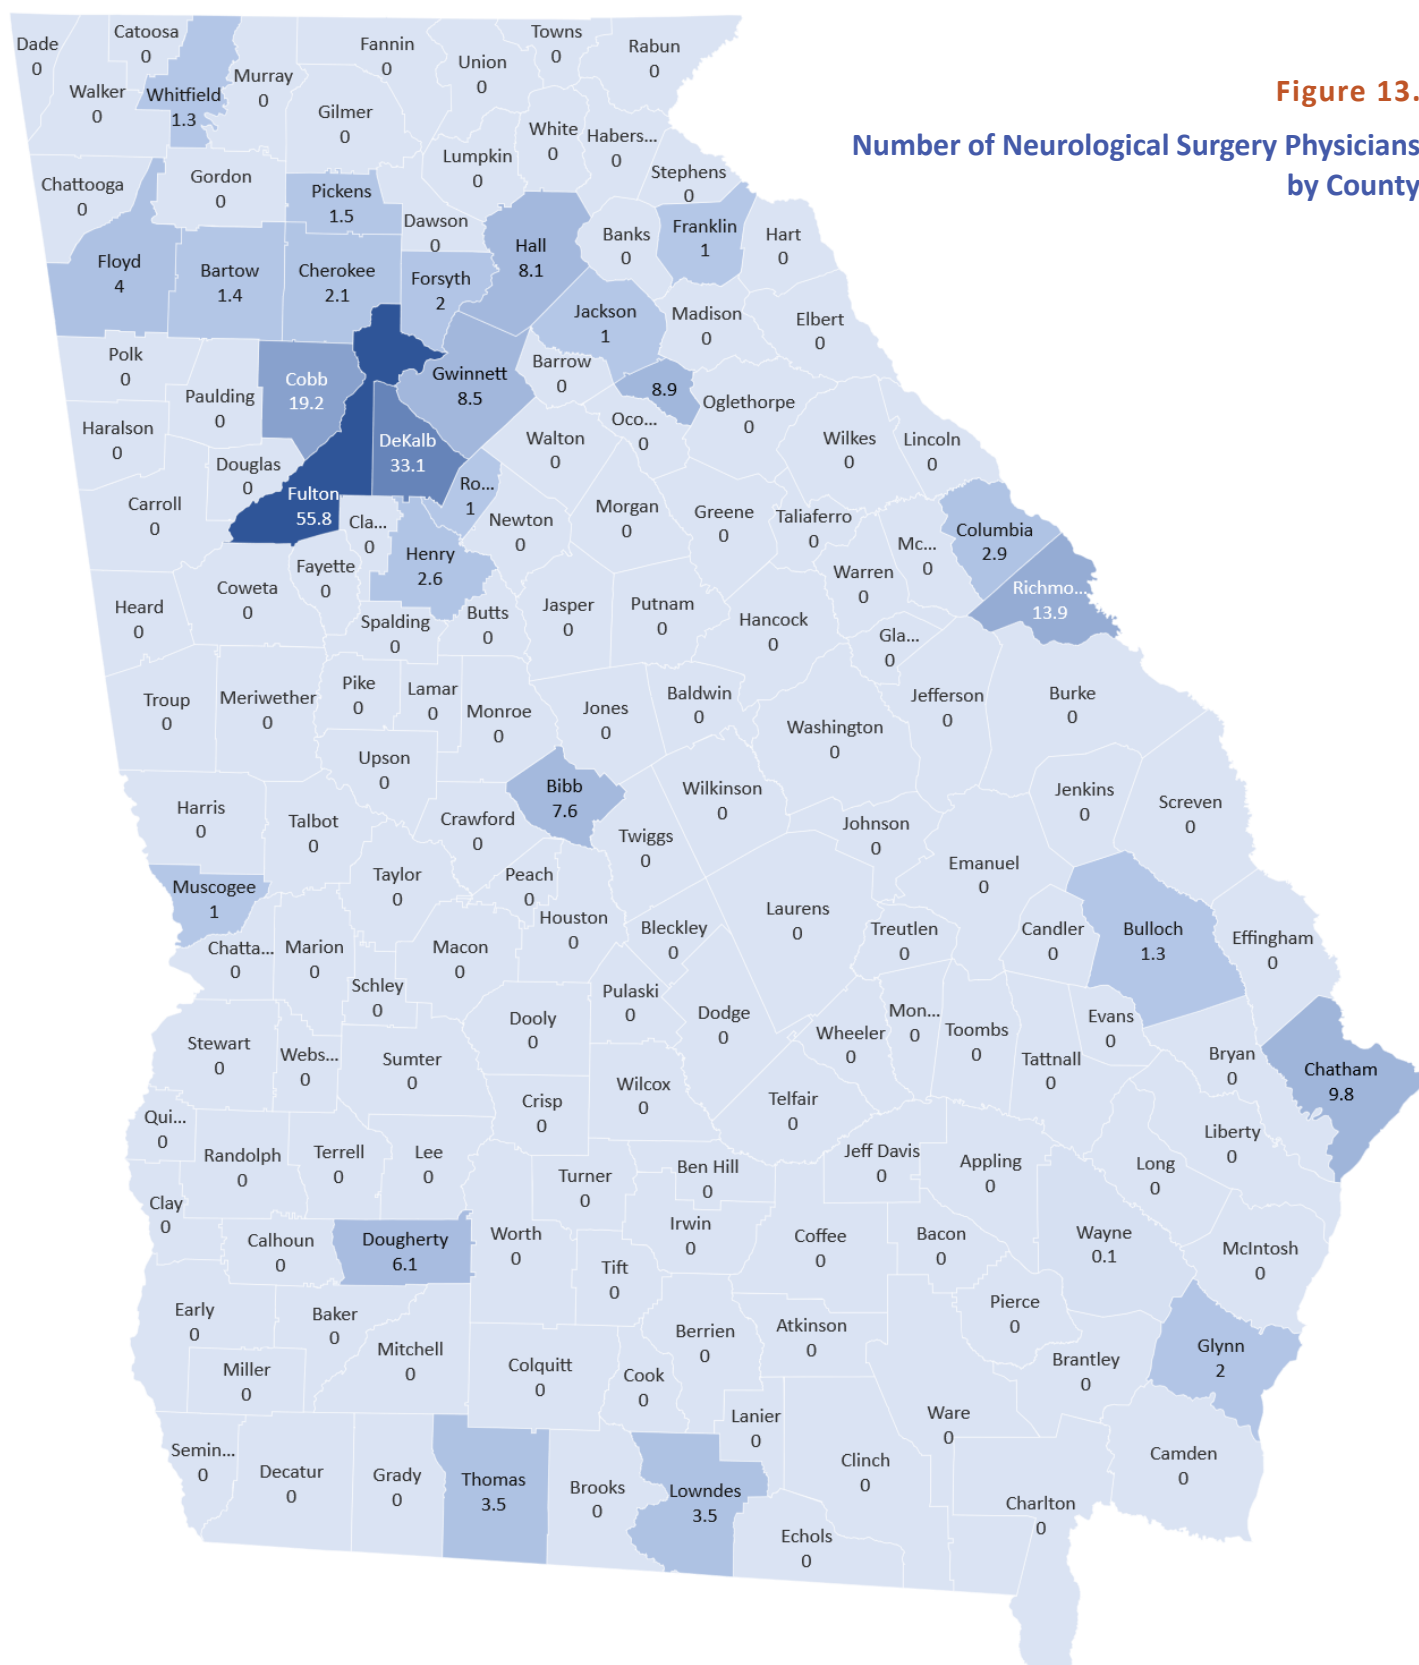 Figure 13.
Number of Neurological Surgery Physicians
by County
Dade
0
Catoosa
0
Walker
0
Whitfield
1.3
Murray
0
Fannin
0
Gilmer
0
Union
0
Towns
0
Rabun
0
White
0
Habers...
0
Lumpkin
0
Stephens
0
Chattooga
0
Gordon
0
Pickens
1.5
Dawson
0
Hall
8.1
Banks
0
Franklin
1
Hart
0
Floyd
4
Bartow
1.4
Cherokee
2.1
Forsyth
2
Jackson
1
Madison
0
Elbert
0
Polk
0
Paulding
0
Cobb
19.2
Gwinnett
8.5
Barrow
0
8.9
Oglethorpe
0
Oco...
0
Haralson
0
Douglas
0
DeKalb
33.1
Walton
0
Wilkes
0
Lincoln
0
Carroll
0
Fulton
55.8
Cla...
0
Ro...
1
Newton
0
Morgan
0
Greene
0
Taliaferro
0
Mc...
0
Columbia
2.9
Henry
2.6
Fayette
0
Coweta
0
Heard
0
Warren
0
Richmo...
13.9
Spalding
0
Butts
0
Jasper
0
Putnam
0
Hancock
0
Gla...
0
Troup
0
Meriwether
0
Pike
0
Lamar
0
Monroe
0
Jones
0
Baldwin
0
Washington
0
Jefferson
0
Burke
0
Upson
0
Bibb
7.6
Wilkinson
0
Jenkins
0
Screven
0
Harris
0
Talbot
0
Crawford
0
Twiggs
0
Johnson
0
Emanuel
0
Muscogee
1
Taylor
0
Peach
0
Houston
0
Bleckley
0
Laurens
0
Treutlen
0
Candler
0
Bulloch
1.3
Effingham
0
Chatta...
0
Marion
0
Schley
0
Macon
0
Pulaski
0
Dooly
0
Dodge
0
Wheeler
0
Mon...
0
Toombs
0
Evans
0
Tattnall
0
Bryan
0
Chatham
9.8
Stewart
0
Webs...
0
Sumter
0
Crisp
0
Wilcox
0
Telfair
0
Qui...
0
Randolph
0
Terrell
0
Lee
0
Turner
0
Ben Hill
0
Jeff Davis
0
Appling
0
Long
0
Liberty
0
Clay
0
Calhoun
0
Dougherty
6.1
Worth
0
Irwin
0
Tift
0
Coffee
0
Bacon
0
Wayne
0.1
McIntosh
0
Early
0
Baker
0
Mitchell
0
Miller
0
Colquitt
0
Cook
0
Berrien
0
Atkinson
0
Pierce
0
Brantley
0
Glynn
2
Lanier
0
Ware
0
Clinch
0
Camden
0
Semin...
0
Decatur
0
Grady
0
Thomas
3.5
Brooks
0
Lowndes
3.5
Echols
0
Charlton
0